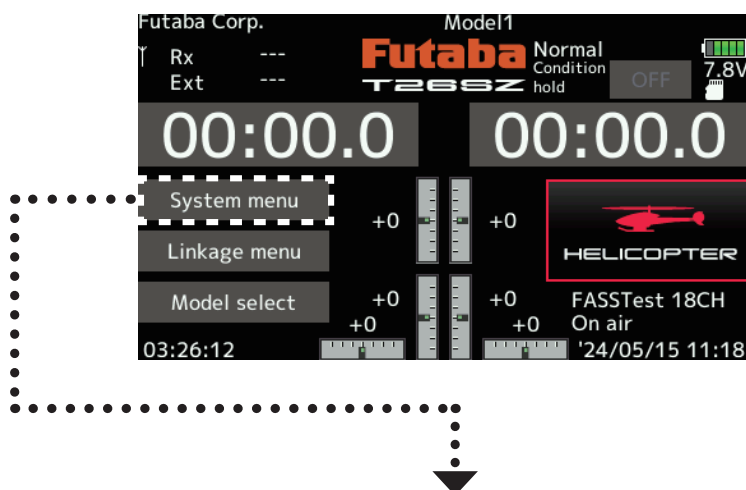 Futaba Corp. Model1
Rx --- Futaba Normal 7.8V
Ext --- T26SZ Condition hold OFF
00:00.0 00:00.0
System menu
+0 +0
Linkage menu HELICOPTER
Model select +0 +0 FASSTest 18CH
+0 +0 On air
03:26:12 '24/05/15 11:18